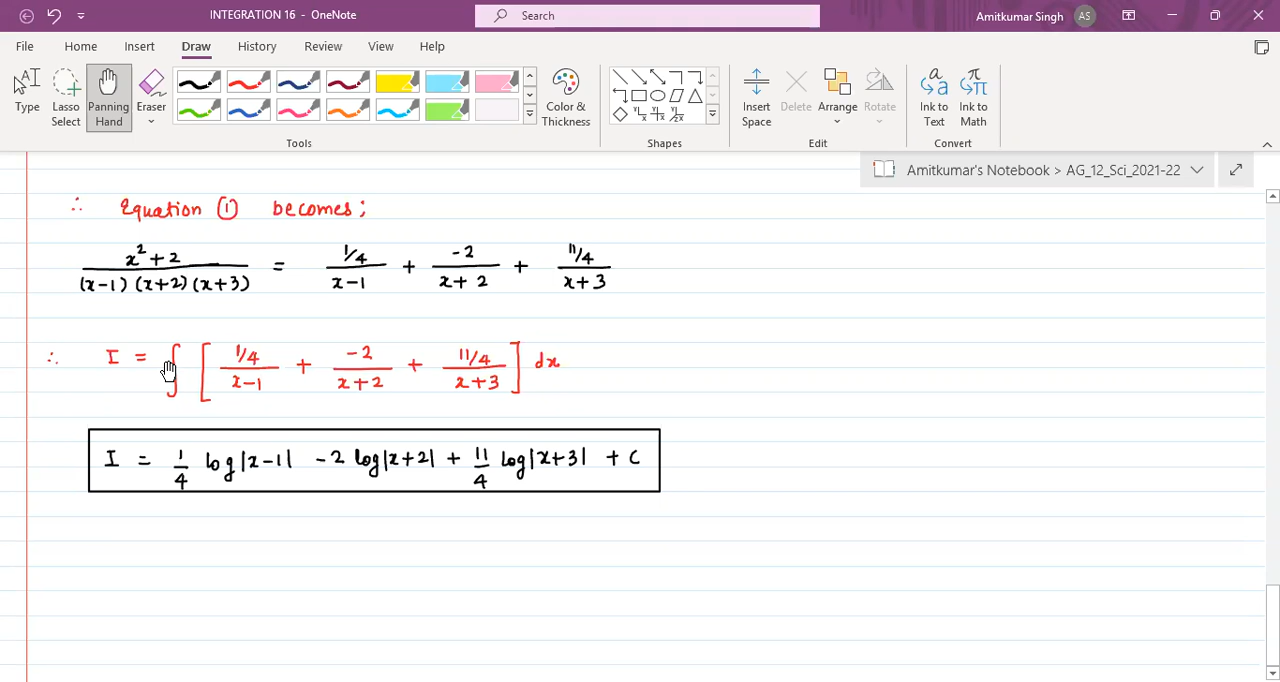 INTEGRATION 16 - OneNote
Search
Amitkumar Singh AS
File Home Insert Draw History Review View Help
Type
Lasso Select
Panning Hand
Eraser
Color & Thickness
Insert Space
Delete
Arrange
Rotate
Ink to Text
Ink to Math
Tools Shapes Edit Convert
Amitkumar's Notebook > AG_12_Sci_2021-22
∴ Equation (1) becomes;
(x² + 2)/((x-1)(x+2)(x+3)) = (1/4)/(x-1) + (-2)/(x+2) + (11/4)/(x+3)
∴ I = ∫ [ (1/4)/(x-1) + (-2)/(x+2) + (11/4)/(x+3) ] dx
I = 1/4 log|x-1| - 2 log|x+2| + 11/4 log|x+3| + C